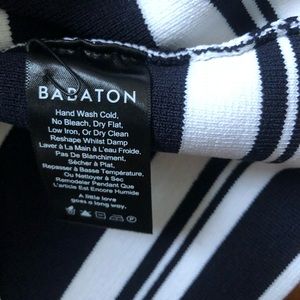 BABATON
Hand Wash Cold,
No Bleach, Dry Flat,
Low Iron, Or Dry Clean
Reshape Whilst Damp
Laver à La Main à L'eau Froide,
Pas De Blanchiment,
Sécher à Plat.
Repasser à Basse Température,
Ou Nettoyer à Sec
Remodeler Pendant Que
L'article Est Encore Humide
A little love
goes a long way.